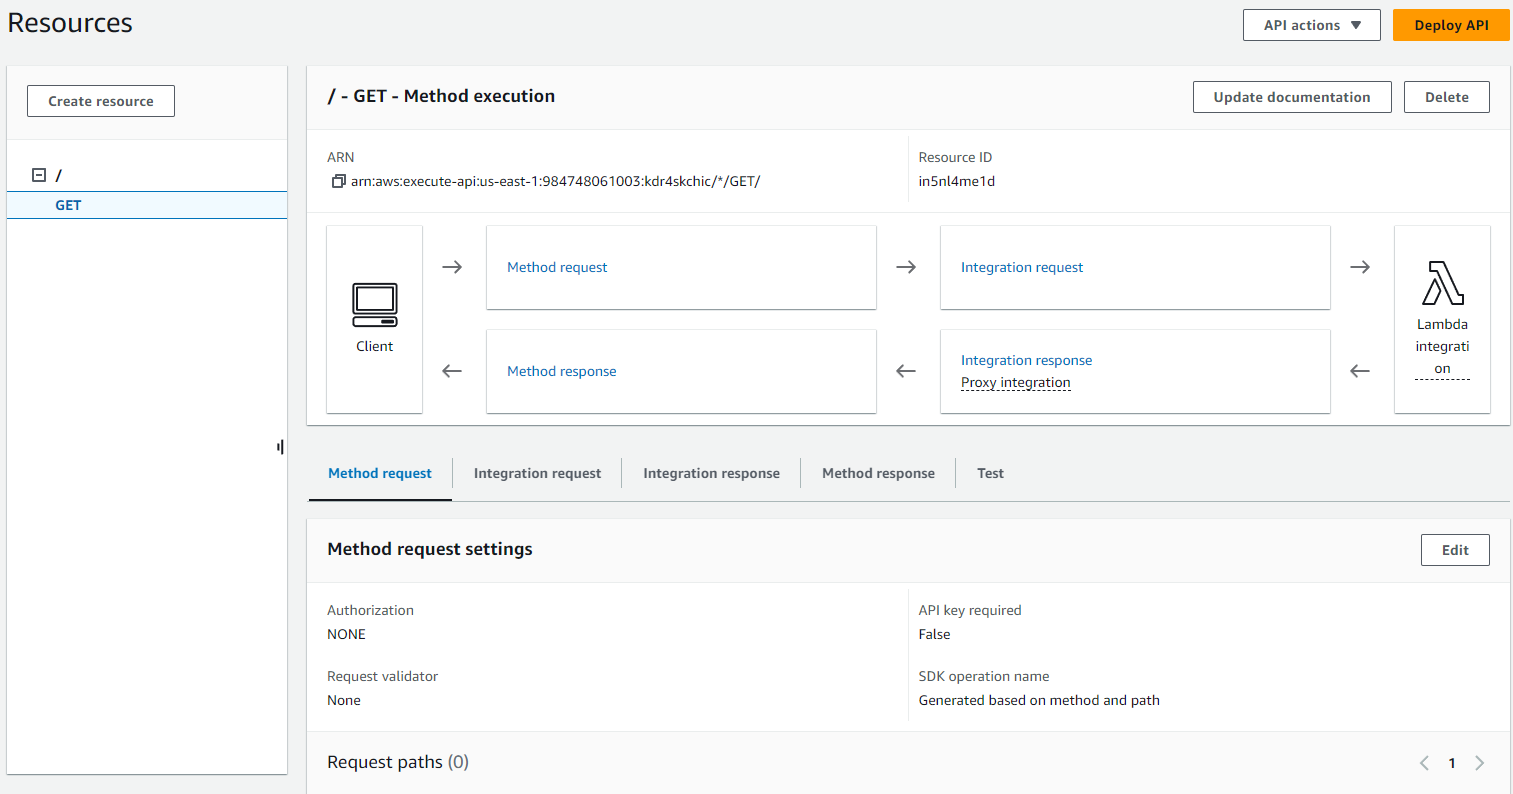 Resources
API actions
Deploy API
Create resource
/
GET
/ - GET - Method execution
Update documentation
Delete
ARN
arn:aws:execute-api:us-east-1:984748061003:kdr4skchic/*/GET/
Resource ID
in5nl4me1d
Client
Method request
Integration request
Lambda
integrati
on
Method response
Integration response
Proxy integration
Method request
Integration request
Integration response
Method response
Test
Method request settings
Edit
Authorization
NONE
API key required
False
Request validator
None
SDK operation name
Generated based on method and path
Request paths (0)
1